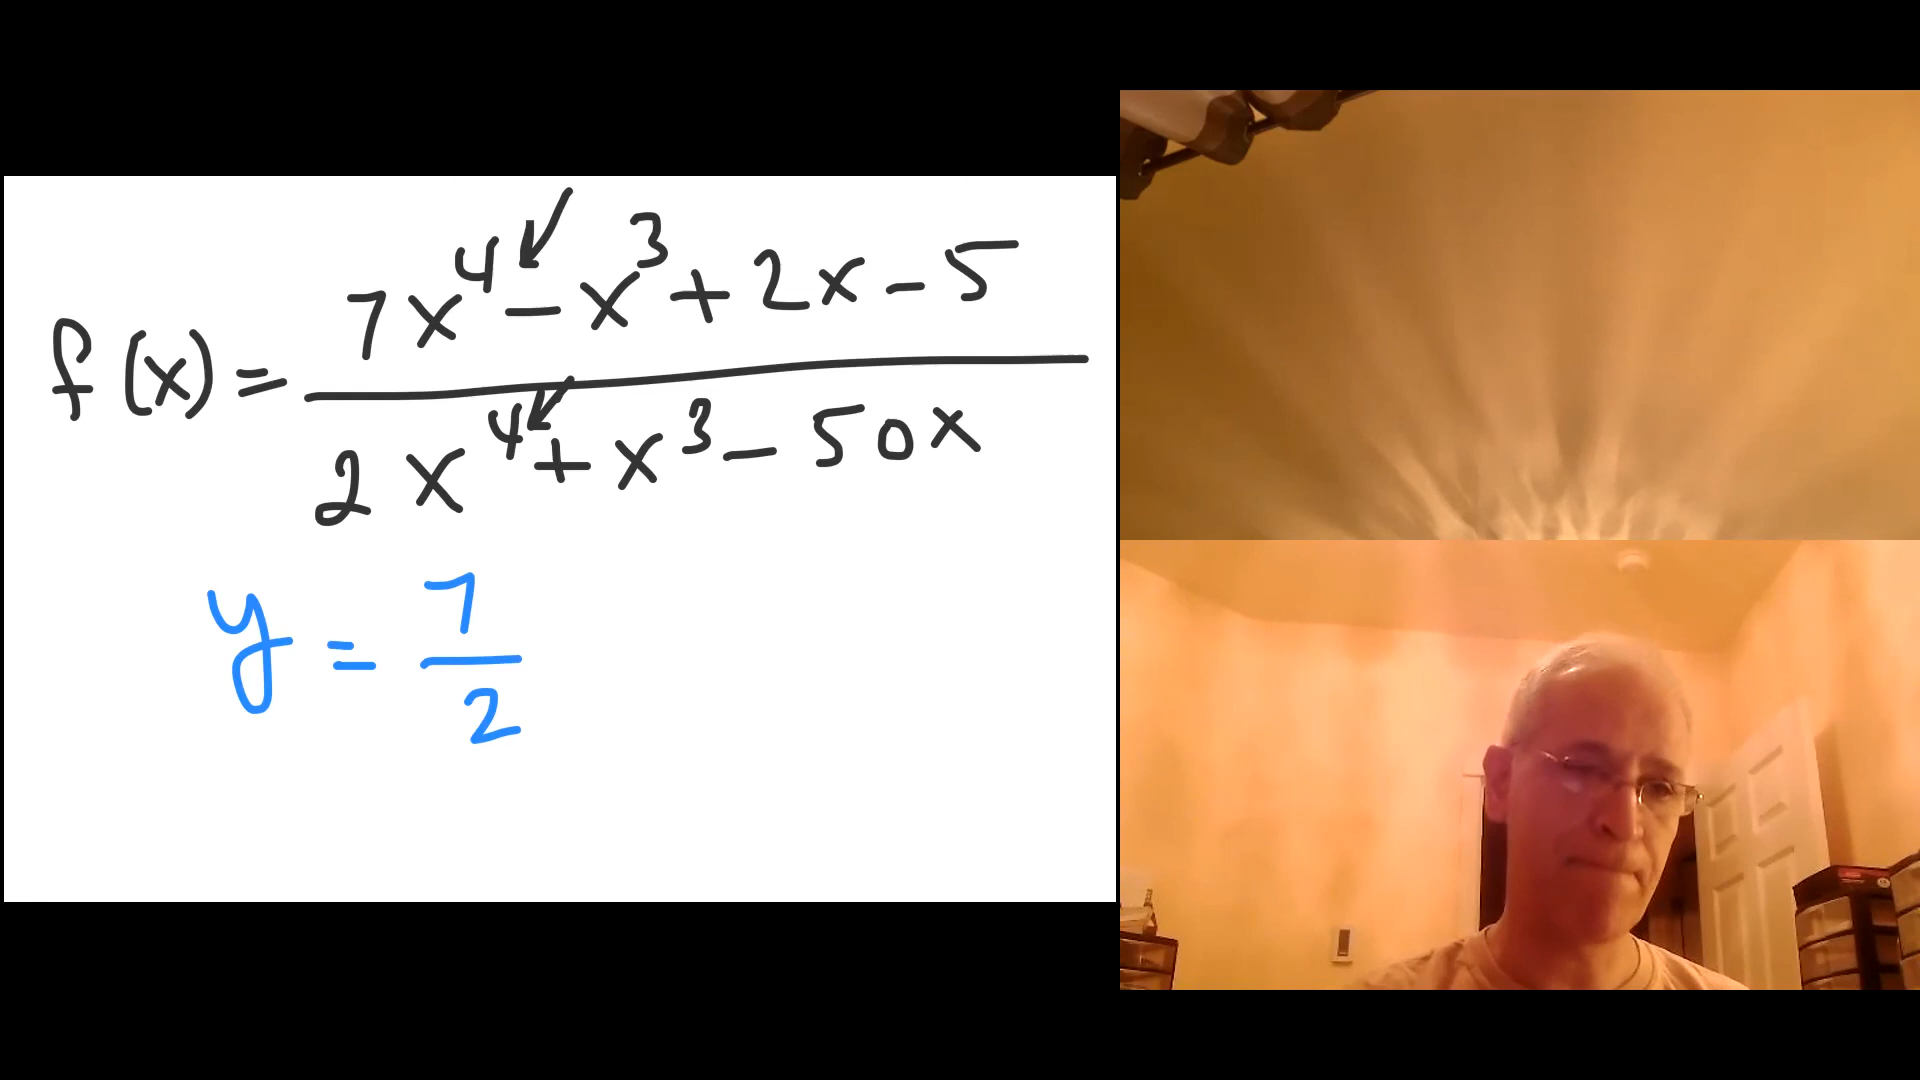 f(x) = (7x⁴ - x³ + 2x - 5) / (2x⁴ + x³ - 50x)
y = 7/2